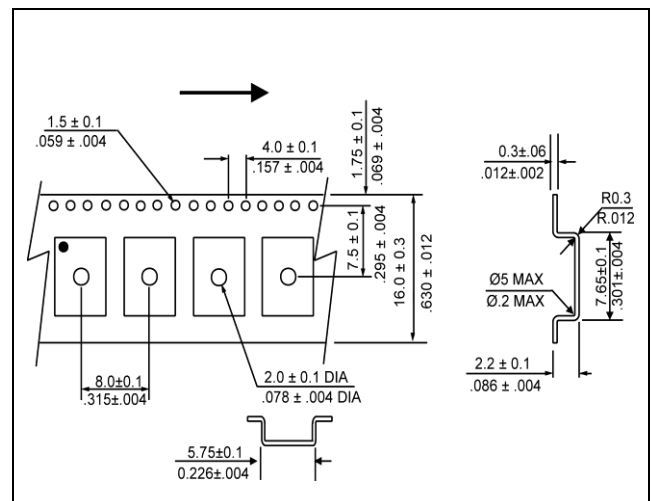 1.5 ± 0.1
.059 ± .004
4.0 ± 0.1
.157 ± .004
1.75 ± 0.1
.069 ± .004
0.3±.06
.012±.002
R0.3
R.012
7.5 ± 0.1
.295 ± .004
16.0 ± 0.3
.630 ± .012
7.65±0.1
.301±.004
Ø5 MAX
Ø.2 MAX
2.2 ± 0.1
.086 ± .004
8.0±0.1
.315±.004
2.0 ± 0.1 DIA
.078 ± .004 DIA
5.75±0.1
0.226±.004